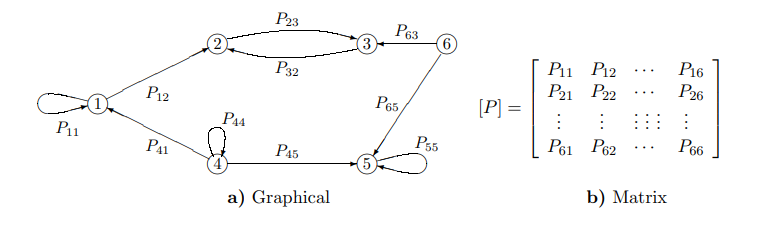 P₂₃
2
3
P₆₃
6
P₃₂
1
P₁₂
P₁₁
P₄₄
P₄₁
4
P₄₅
P₆₅
5
P₅₅
[P] =
P₁₁ P₁₂ ⋯ P₁₆
P₂₁ P₂₂ ⋯ P₂₆
⋮ ⋮ ⋮⋮⋮ ⋮
P₆₁ P₆₂ ⋯ P₆₆
a) Graphical
b) Matrix